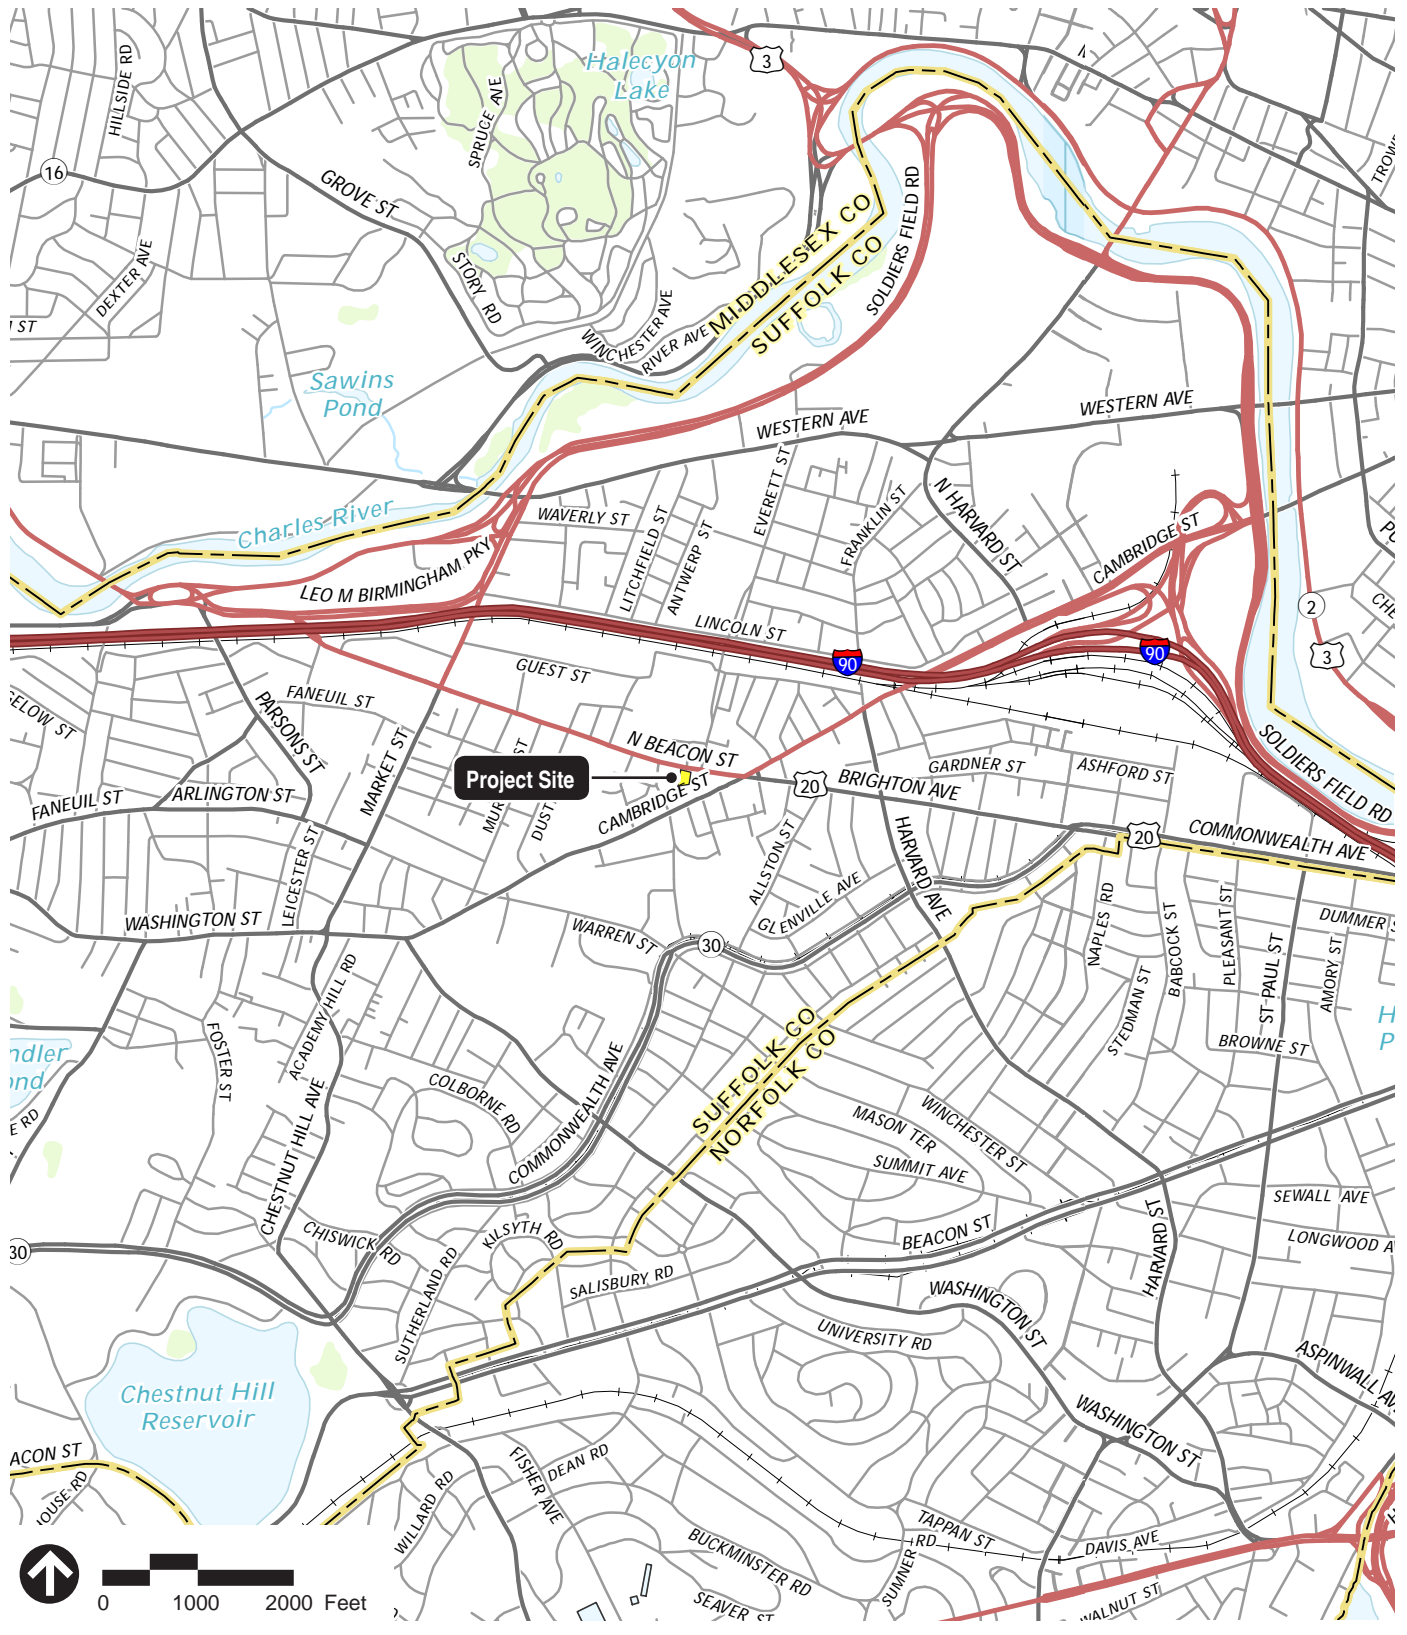 HILLSIDE RD
16
GROVE ST
SPRUCE AVE
Halecyon
Lake
3
DEXTER AVE
STORY RD
WINCHESTER AVE
RIVER AVE
MIDDLESEX CO
SUFFOLK CO
SOLDIERS FIELD RD
Sawins
Pond
WESTERN AVE
WESTERN AVE
Charles River
WAVERLY ST
LITCHFIELD ST
ANTWERP ST
EVERETT ST
FRANKLIN ST
N HARVARD ST
CAMBRIDGE ST
LEO M BIRMINGHAM PKY
LINCOLN ST
90
90
2
3
GUEST ST
FANEUIL ST
PARSONS ST
MARKET ST
N BEACON ST
Project Site
CAMBRIDGE ST
20
BRIGHTON AVE
GARDNER ST
ASHFORD ST
SOLDIERS FIELD RD
FANEUIL ST
ARLINGTON ST
LEICESTER ST
ALLSTON ST
HARVARD AVE
20
COMMONWEALTH AVE
WASHINGTON ST
WARREN ST
30
GLENVILLE AVE
NAPLES RD
STEDMAN ST
BABCOCK ST
PLEASANT ST
ST PAUL ST
AMORY ST
BROWNE ST
FOSTER ST
ACADEMY HILL RD
CHESTNUT HILL AVE
COLBORNE RD
COMMONWEALTH AVE
SUFFOLK CO
NORFOLK CO
MASON TER
WINCHESTER ST
SUMMIT AVE
SEWALL AVE
HARVARD ST
BEACON ST
30
CHISWICK RD
KILSYTH RD
SUTHERLAND RD
SALISBURY RD
WASHINGTON ST
UNIVERSITY RD
Chestnut Hill
Reservoir
WASHINGTON ST
FISHER AVE
DEAN RD
WILLARD RD
BUCKMINSTER RD
TAPPAN ST
SUMNER RD
DAVIS AVE
0 1000 2000 Feet